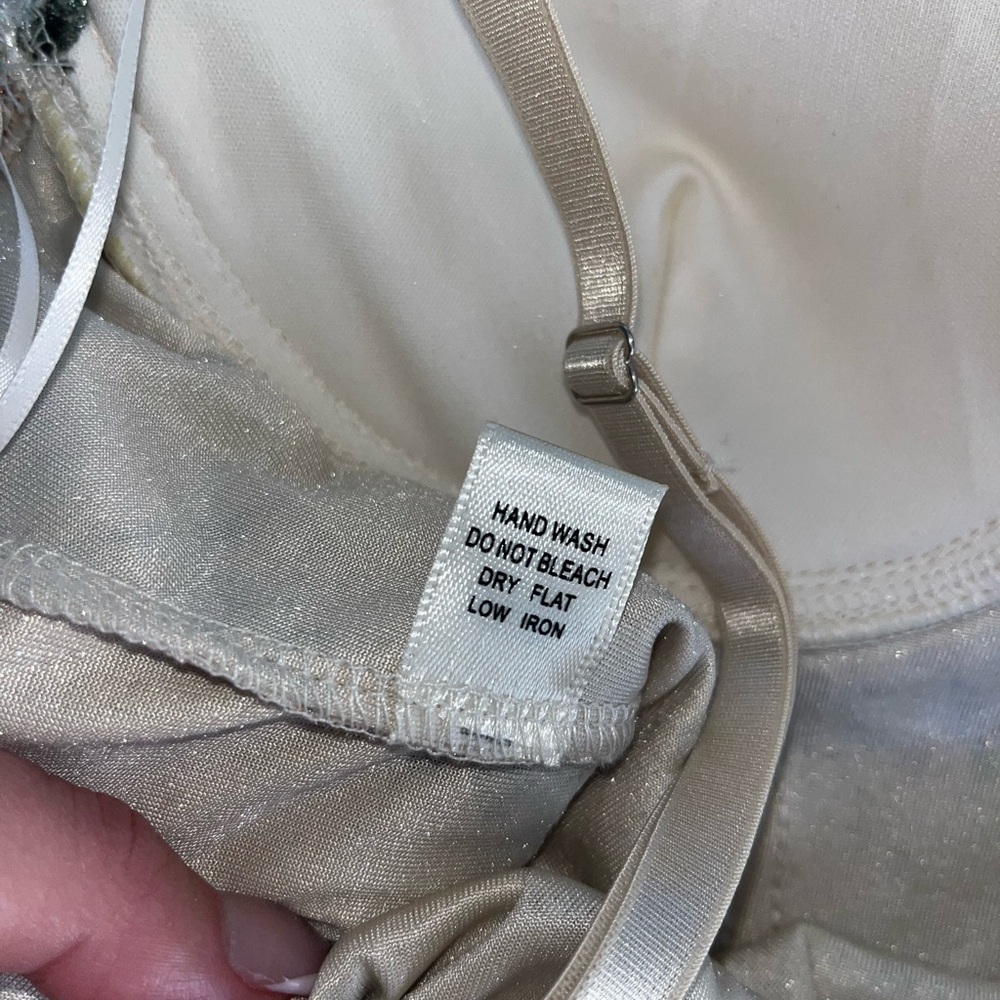 HAND WASH
DO NOT BLEACH
DRY FLAT
LOW IRON